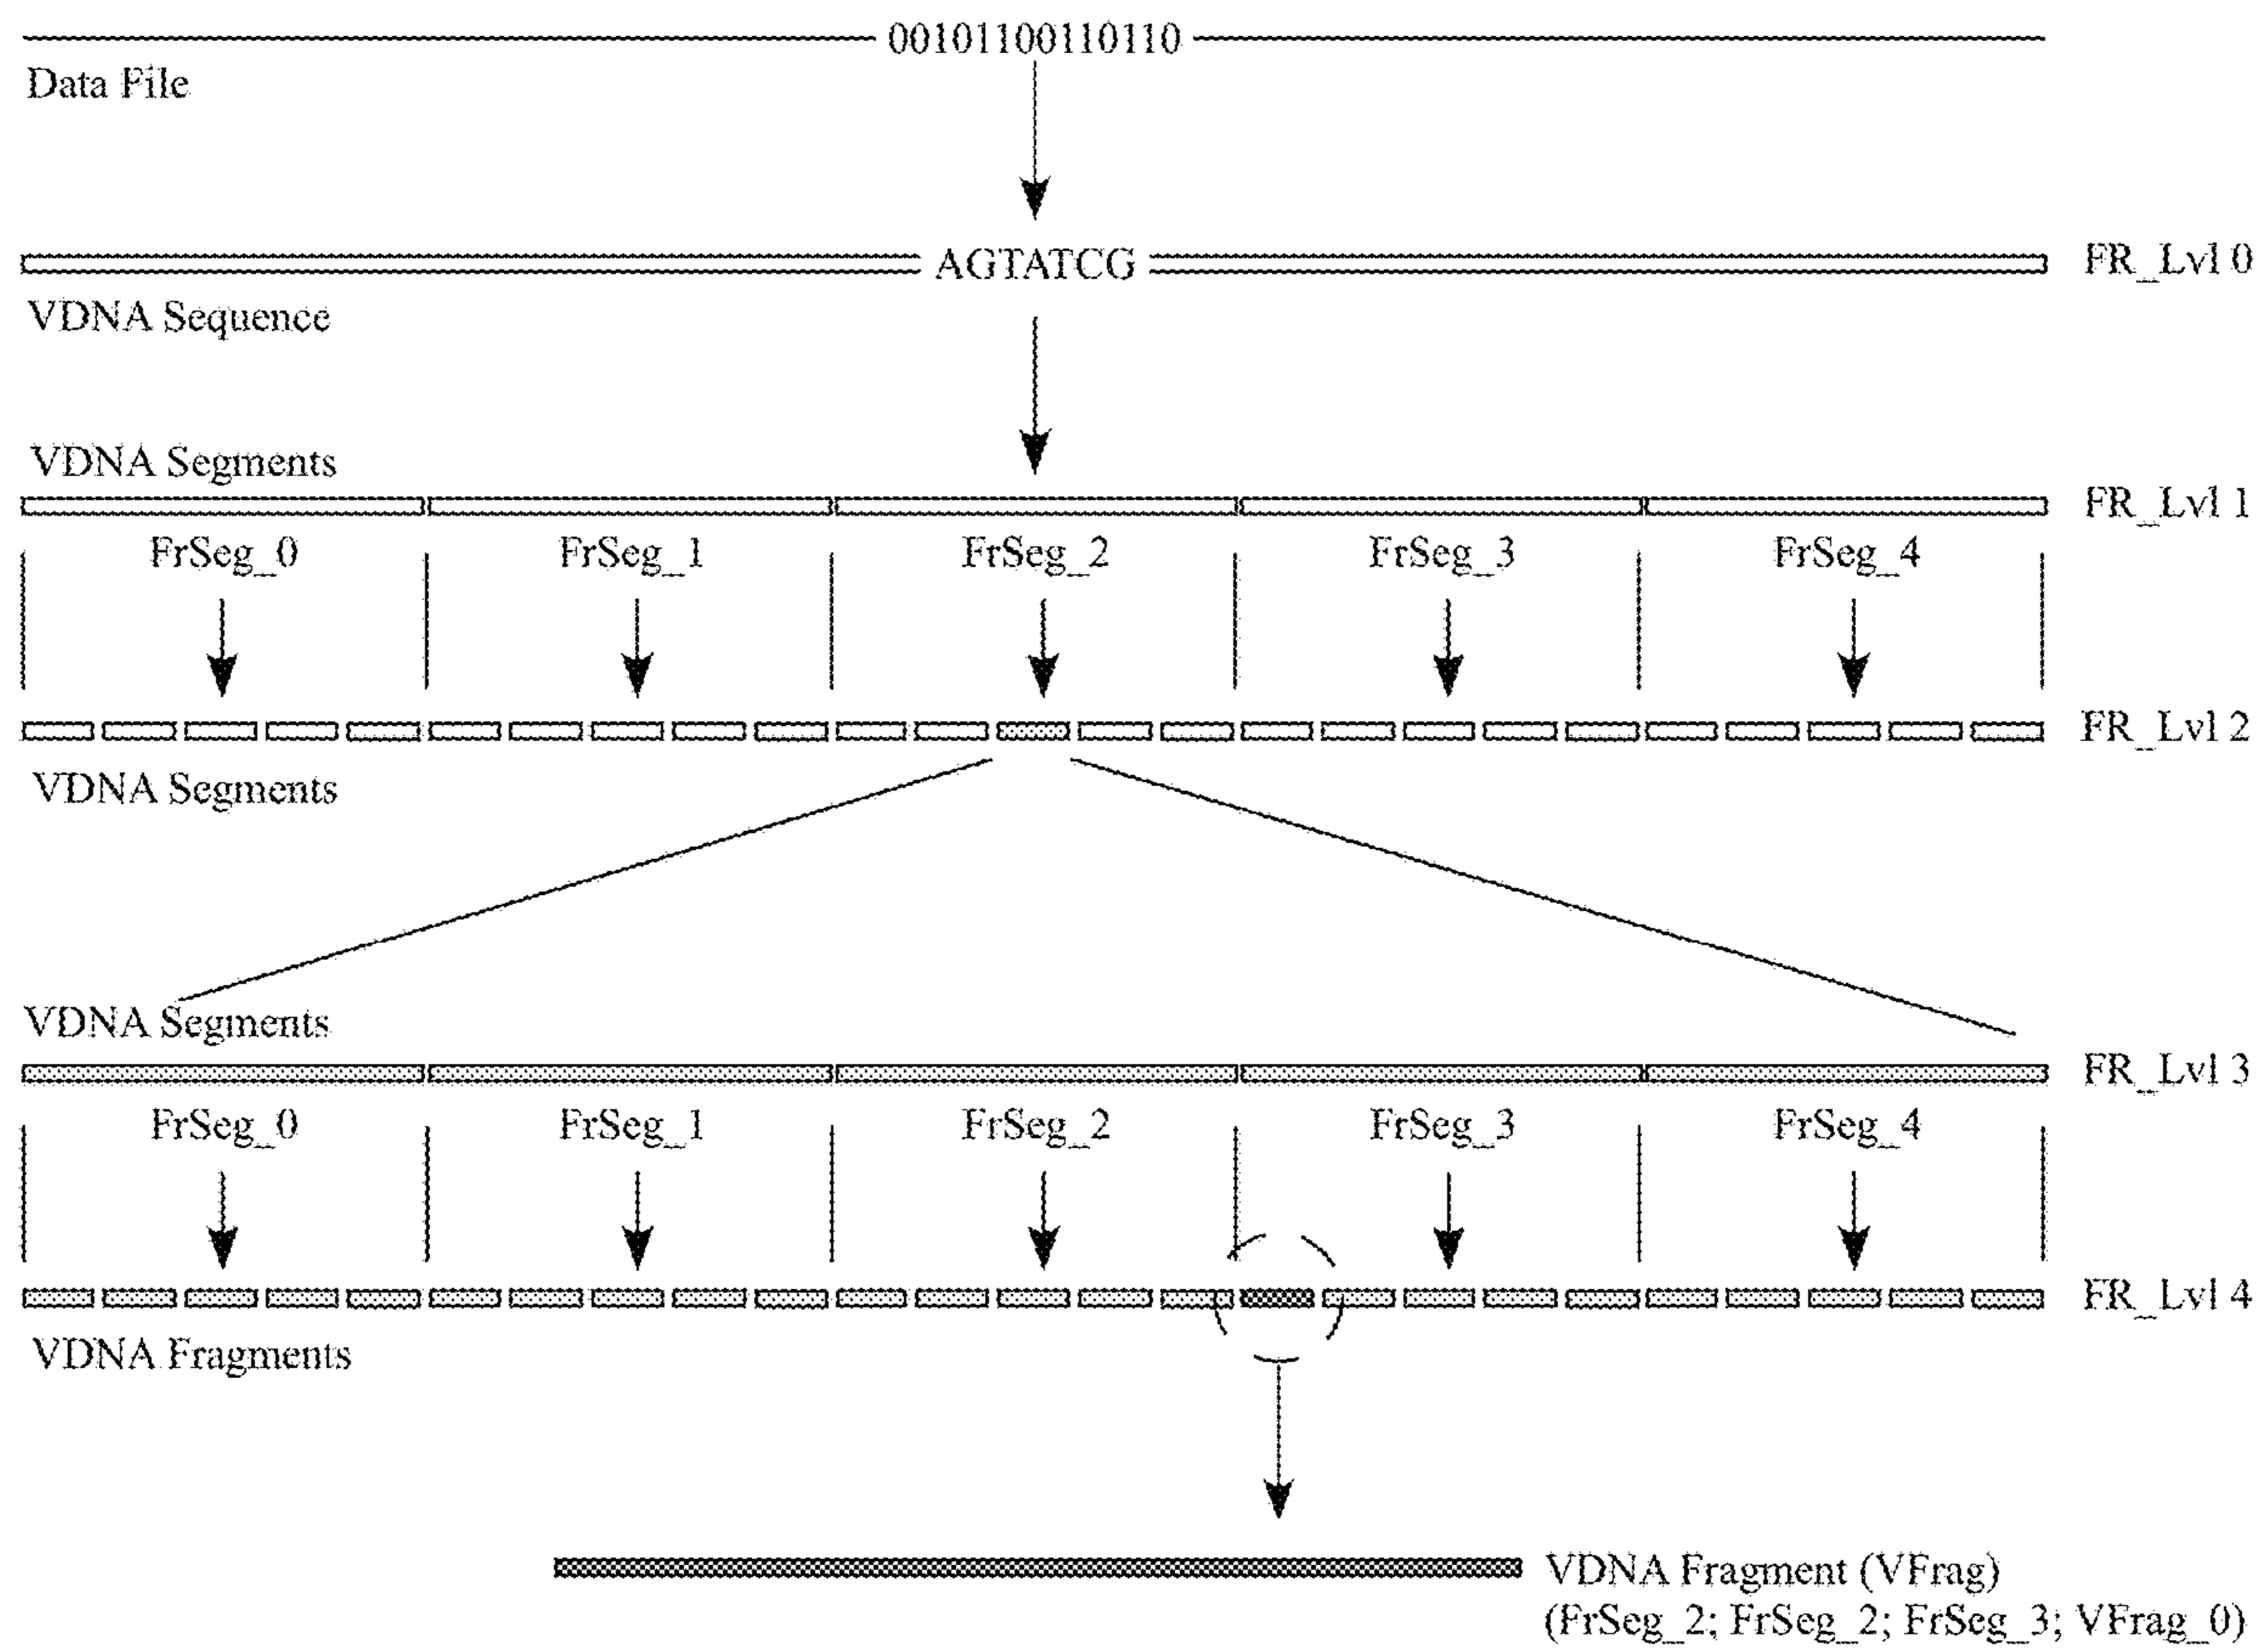 00101100110110
Data File
AGTATCG
FR_Lvl 0
VDNA Sequence
VDNA Segments
FR_Lvl 1
FrSeg_0 FrSeg_1 FrSeg_2 FrSeg_3 FrSeg_4
FR_Lvl 2
VDNA Segments
VDNA Segments
FR_Lvl 3
FrSeg_0 FrSeg_1 FrSeg_2 FrSeg_3 FrSeg_4
FR_Lvl 4
VDNA Fragments
VDNA Fragment (VFrag)
(FrSeg_2; FrSeg_2; FrSeg_3; VFrag_0)